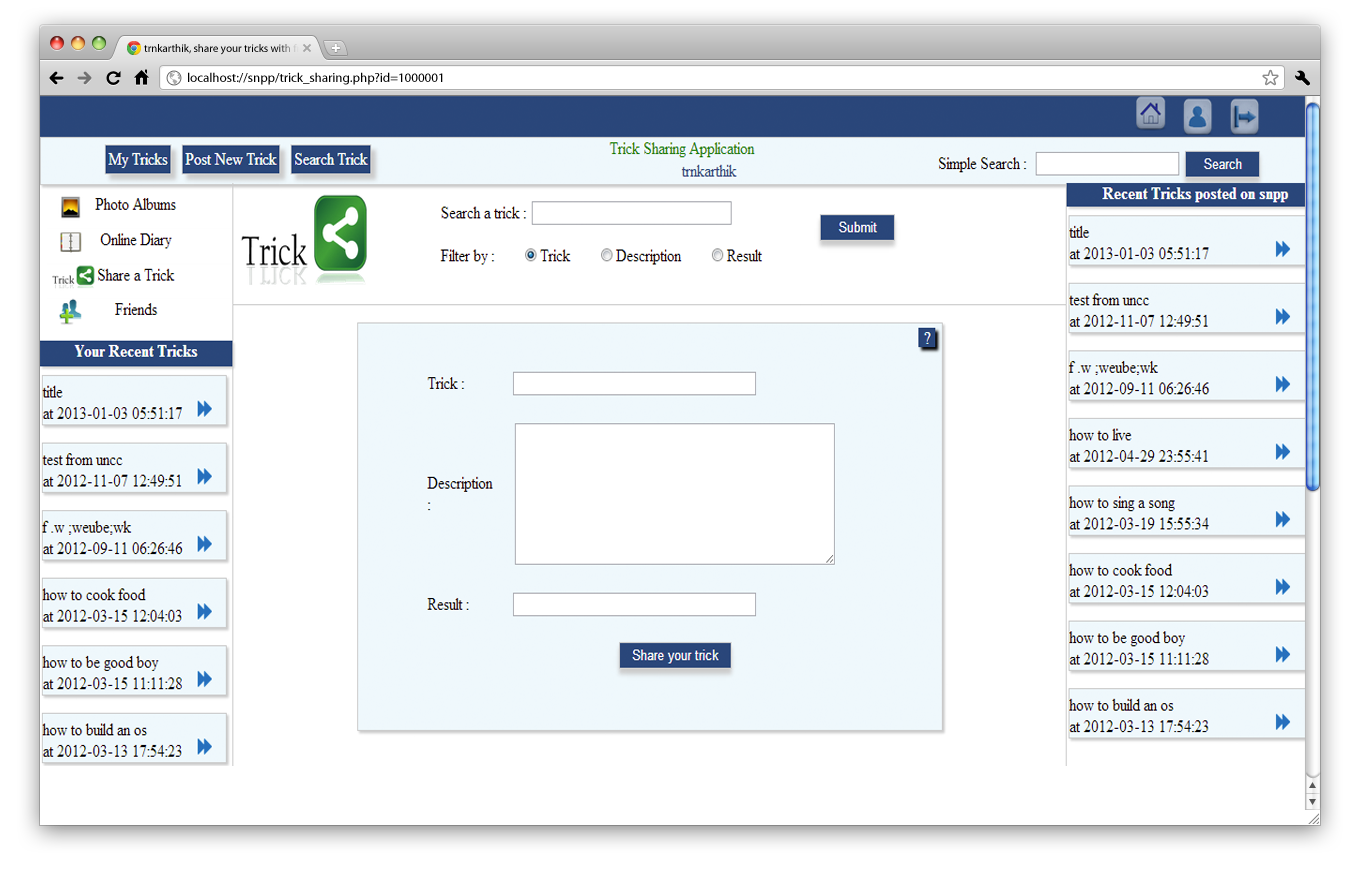 trnkarthik, share your tricks with f
localhost://snpp/trick_sharing.php?id=1000001
My Tricks
Post New Trick
Search Trick
Trick Sharing Application
trnkarthik
Simple Search :
Search
Photo Albums
Online Diary
Trick
Share a Trick
Friends
Your Recent Tricks
title
at 2013-01-03 05:51:17
test from uncc
at 2012-11-07 12:49:51
f .w ;weube;wk
at 2012-09-11 06:26:46
how to cook food
at 2012-03-15 12:04:03
how to be good boy
at 2012-03-15 11:11:28
how to build an os
at 2012-03-13 17:54:23
Trick
Search a trick :
Submit
Filter by :
Trick
Description
Result
?
Trick :
Description
:
Result :
Share your trick
Recent Tricks posted on snpp
title
at 2013-01-03 05:51:17
test from uncc
at 2012-11-07 12:49:51
f .w ;weube;wk
at 2012-09-11 06:26:46
how to live
at 2012-04-29 23:55:41
how to sing a song
at 2012-03-19 15:55:34
how to cook food
at 2012-03-15 12:04:03
how to be good boy
at 2012-03-15 11:11:28
how to build an os
at 2012-03-13 17:54:23